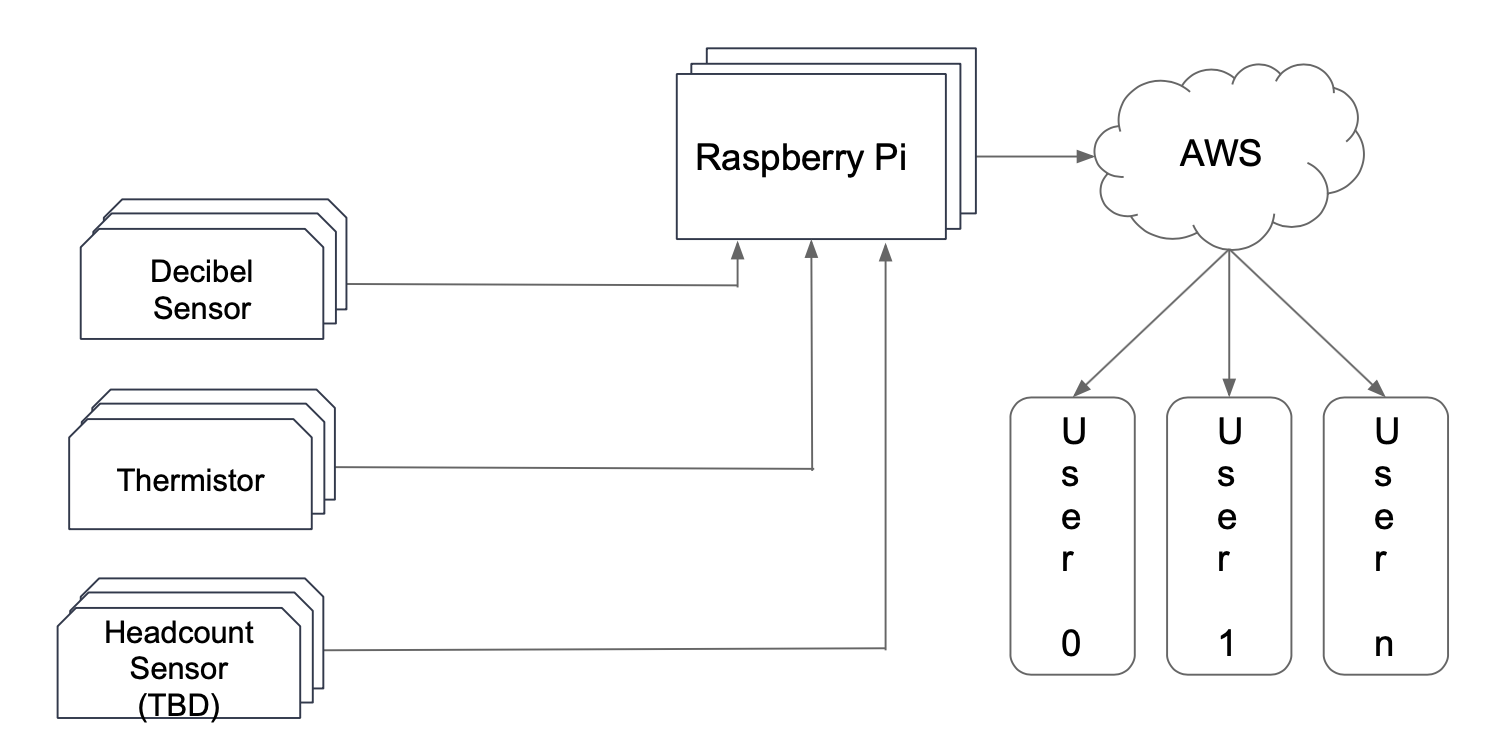 Raspberry Pi
AWS
Decibel
Sensor
Thermistor
Headcount
Sensor
(TBD)
U
s
e
r
0
U
s
e
r
1
U
s
e
r
n